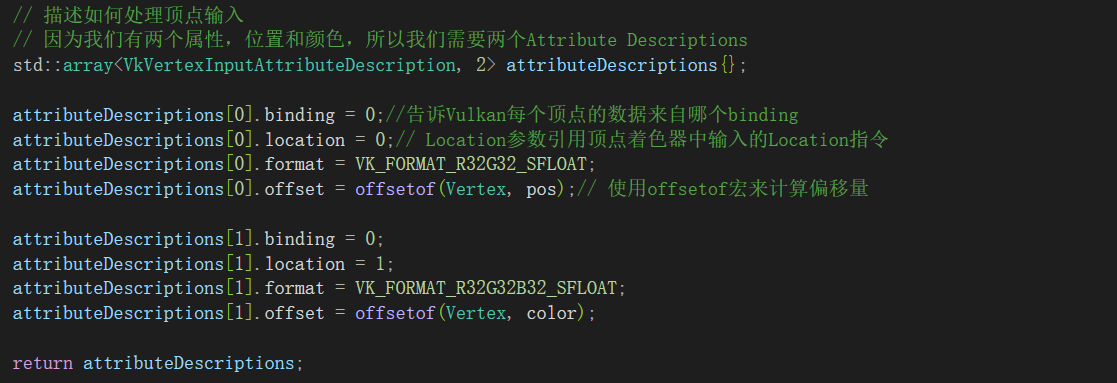 // 描述如何处理顶点输入
// 因为我们有两个属性，位置和颜色，所以我们需要两个Attribute Descriptions
std::array<VkVertexInputAttributeDescription, 2> attributeDescriptions{};
attributeDescriptions[0].binding = 0;//告诉Vulkan每个顶点的数据来自哪个binding
attributeDescriptions[0].location = 0;// Location参数引用顶点着色器中输入的Location指令
attributeDescriptions[0].format = VK_FORMAT_R32G32_SFLOAT;
attributeDescriptions[0].offset = offsetof(Vertex, pos);// 使用offsetof宏来计算偏移量
attributeDescriptions[1].binding = 0;
attributeDescriptions[1].location = 1;
attributeDescriptions[1].format = VK_FORMAT_R32G32B32_SFLOAT;
attributeDescriptions[1].offset = offsetof(Vertex, color);
return attributeDescriptions;